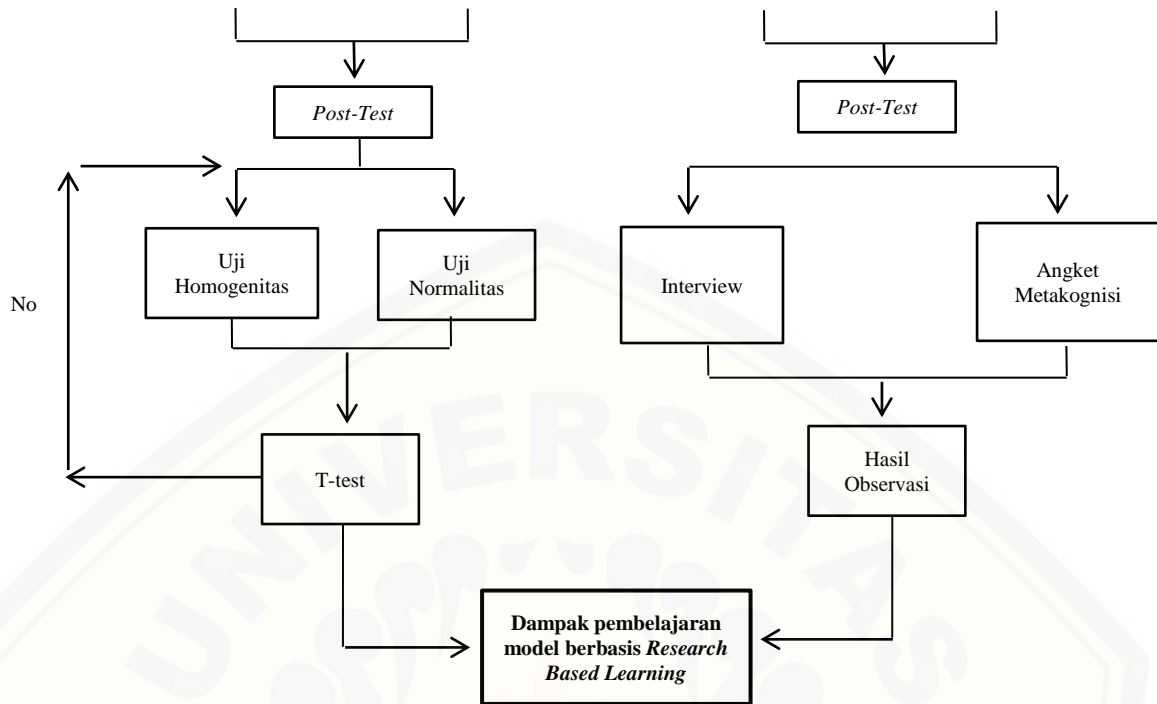 Post-Test
Post-Test
Uji
Homogenitas
Uji
Normalitas
Interview
Angket
Metakognisi
No
T-test
Hasil
Observasi
Dampak pembelajaran
model berbasis Research
Based Learning
UNIVERSITAS